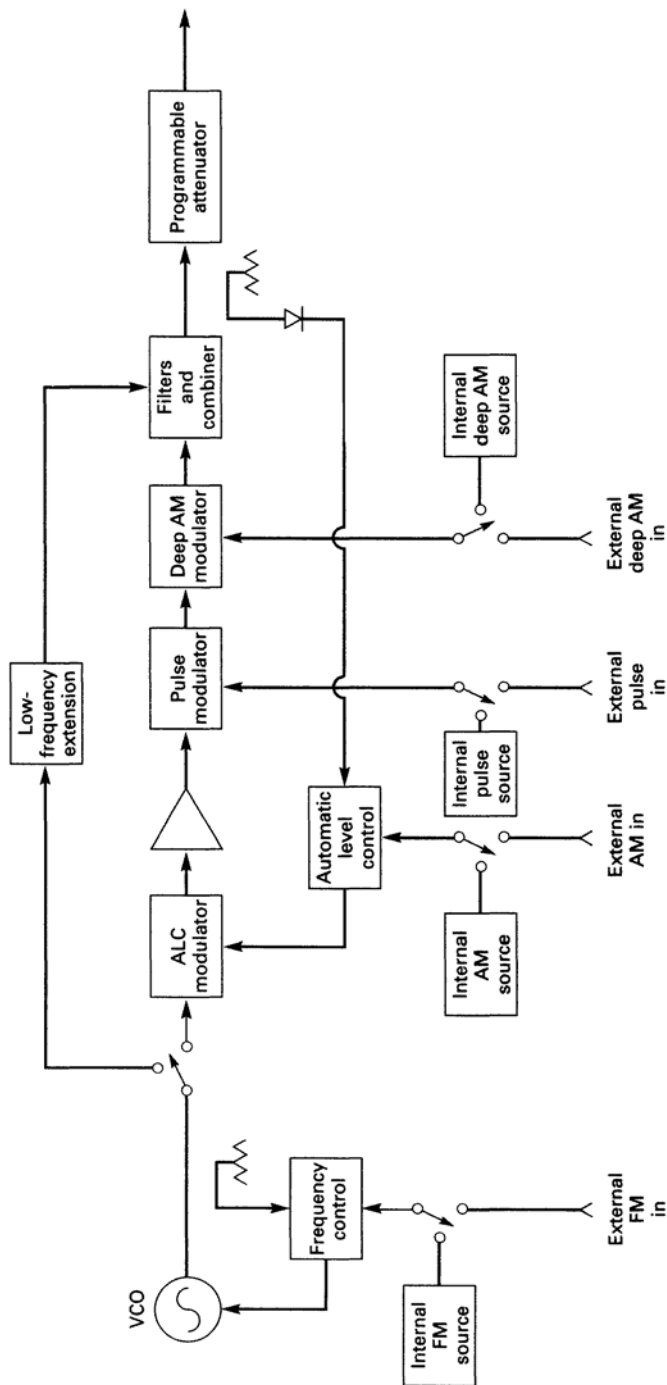 VCO
Low-
frequency
extension
ALC
modulator
Pulse
modulator
Deep AM
modulator
Filters
and
combiner
Programmable
attenuator
Frequency
control
Automatic
level
control
Internal
FM
source
External
FM
in
Internal
AM
source
External
AM in
Internal
pulse
source
External
pulse
in
Internal
deep AM
source
External
deep AM
in